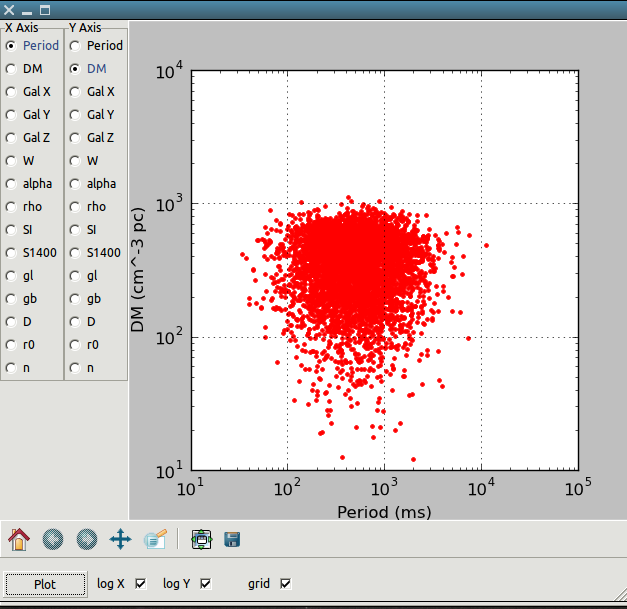 X Axis Y Axis
Period Period
DM DM
Gal X Gal X
Gal Y Gal Y
Gal Z Gal Z
W W
alpha alpha
rho rho
SI SI
S1400 S1400
gl gl
gb gb
D D
r0 r0
n n
10^4
10^3
10^2
10^1
DM (cm^-3 pc)
10^1 10^2 10^3 10^4 10^5
Period (ms)
Plot log X log Y grid